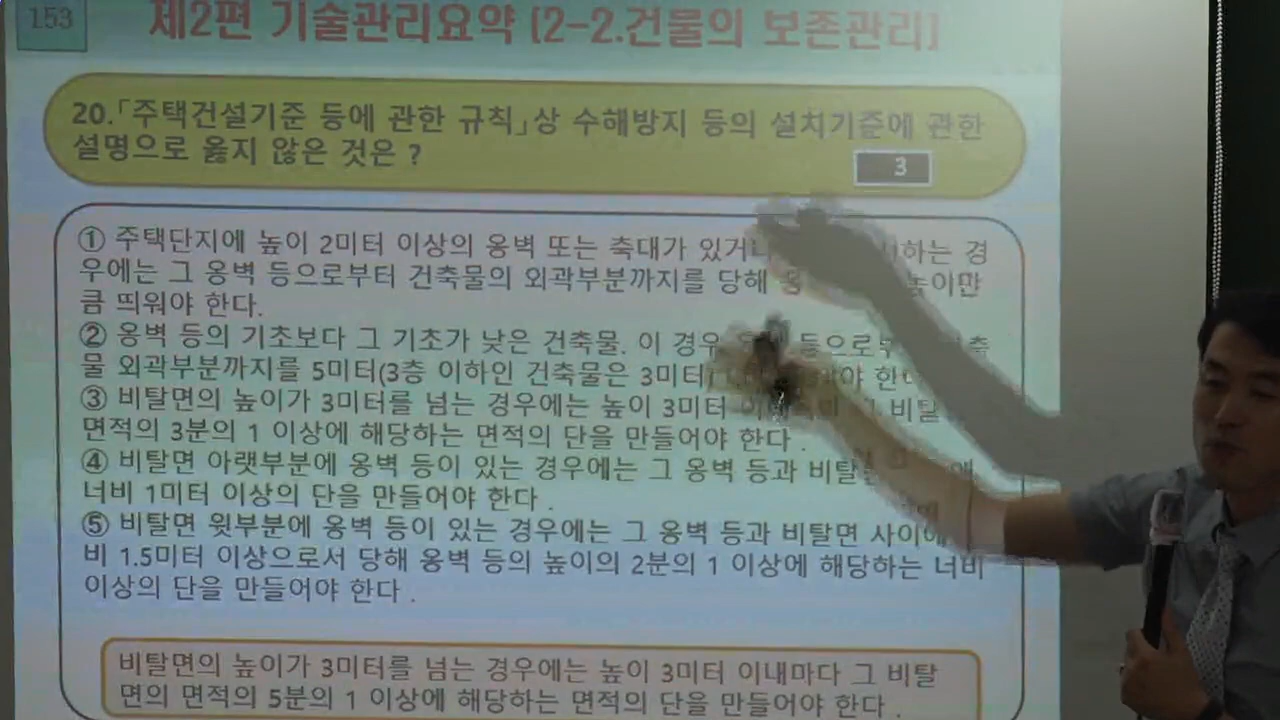 153
제2편 기술관리요약 [2-2.건물의 보존관리]
20.「주택건설기준 등에 관한 규칙」상 수해방지 등의 설치기준에 관한
설명으로 옳지 않은 것은 ?
3
① 주택단지에 높이 2미터 이상의 옹벽 또는 축대가 있거나 하는 경
우에는 그 옹벽 등으로부터 건축물의 외곽부분까지를 당해 높이만
큼 띄워야 한다.
② 옹벽 등의 기초보다 그 기초가 낮은 건축물. 이 경우 등으로부
물 외곽부분까지를 5미터(3층 이하인 건축물은 3미터)
③ 비탈면의 높이가 3미터를 넘는 경우에는 높이 3미터 그 비탈
면적의 3분의 1 이상에 해당하는 면적의 단을 만들어야 한다 .
④ 비탈면 아랫부분에 옹벽 등이 있는 경우에는 그 옹벽 등과
너비 1미터 이상의 단을 만들어야 한다 .
⑤ 비탈면 윗부분에 옹벽 등이 있는 경우에는 그 옹벽 등과 비탈면 사이에
비 1.5미터 이상으로서 당해 옹벽 등의 높이의 2분의 1 이상에 해당하는 너비
이상의 단을 만들어야 한다 .
비탈면의 높이가 3미터를 넘는 경우에는 높이 3미터 이내마다 그 비탈
면의 면적의 5분의 1 이상에 해당하는 면적의 단을 만들어야 한다 .